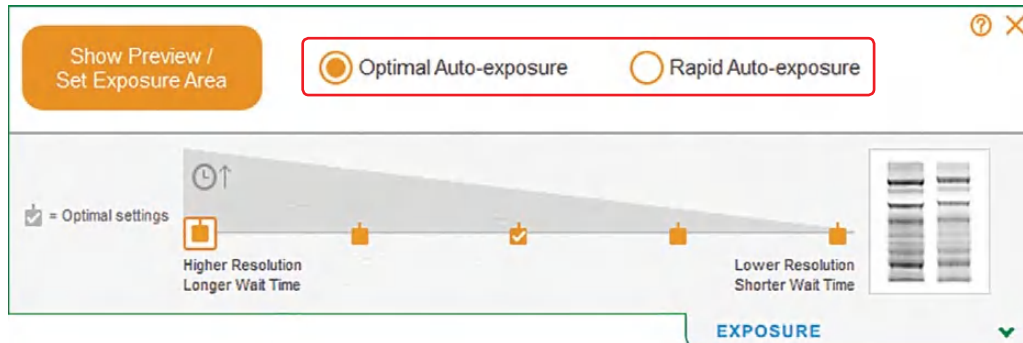 Show Preview /
Set Exposure Area
Optimal Auto-exposure
Rapid Auto-exposure
= Optimal settings
Higher Resolution
Longer Wait Time
Lower Resolution
Shorter Wait Time
EXPOSURE